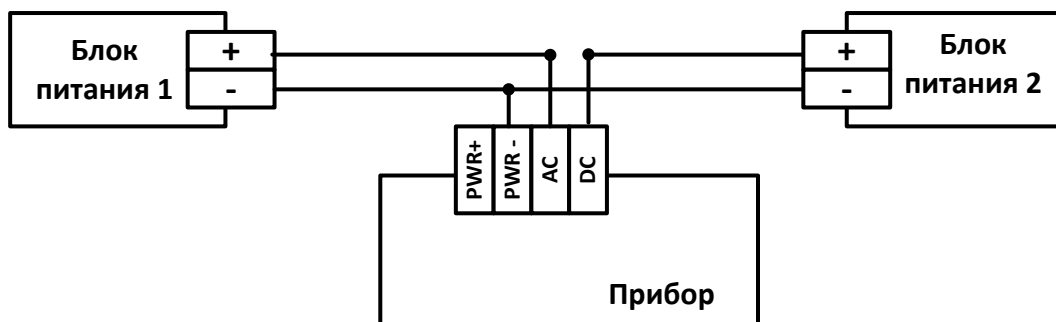 Блок
питания 1
+
-
+
-
Блок
питания 2
PWR+
PWR -
AC
DC
Прибор